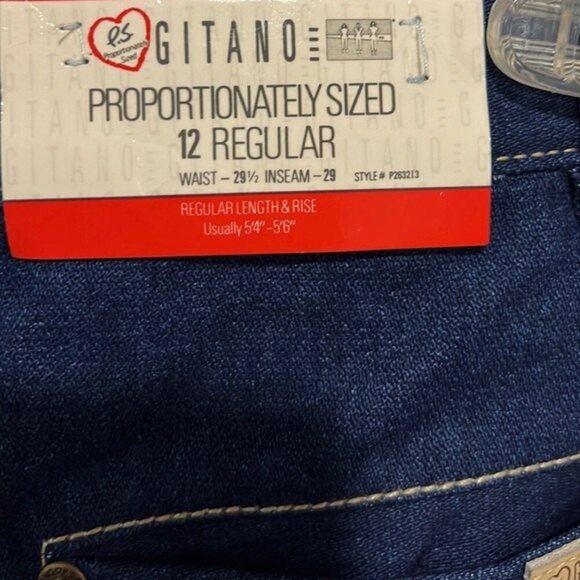 P.S.
Proportionately
Sized
GITANO
PROPORTIONATELY SIZED
12 REGULAR
WAIST – 29½ INSEAM – 29 STYLE # P263213
REGULAR LENGTH & RISE
Usually 5'4"-5'6"